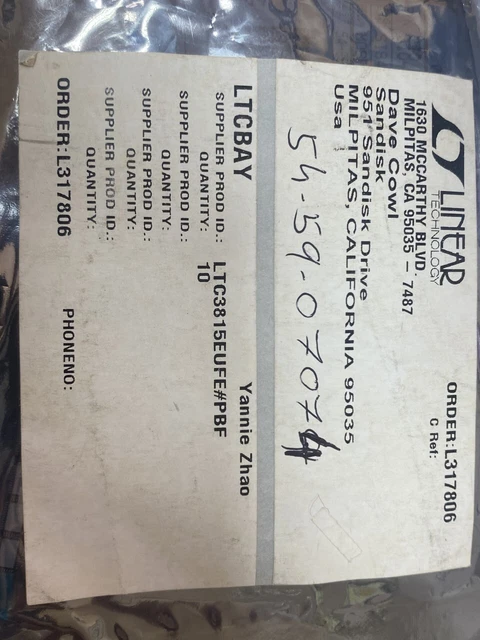 LINEAR
TECHNOLOGY
1630 MCCARTHY BLVD.
MILPITAS, CA 95035 - 7487
ORDER:L317806
C Ref:
Dave Cowl
Sandisk
951 Sandisk Drive
MILPITAS, CALIFORNIA 95035
Usa
54-59-07074
LTCBAY
Yannie Zhao
SUPPLIER PROD ID.: LTC3815EUFE#PBF
QUANTITY: 10
SUPPLIER PROD ID.:
QUANTITY:
SUPPLIER PROD ID.:
QUANTITY:
SUPPLIER PROD ID.:
QUANTITY:
ORDER:L317806
PHONENO: